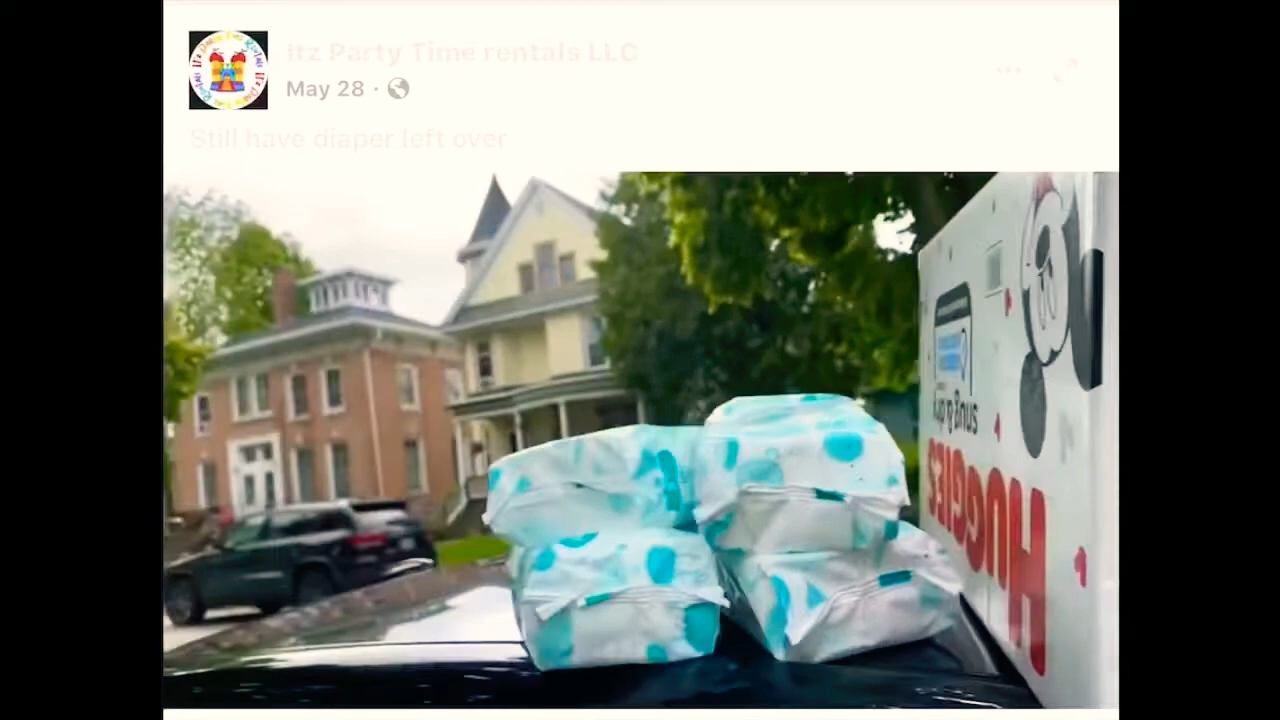 Itz Party Time rentals LLC
May 28 ·
Still have diaper left over
snug & dry
HUGGIES